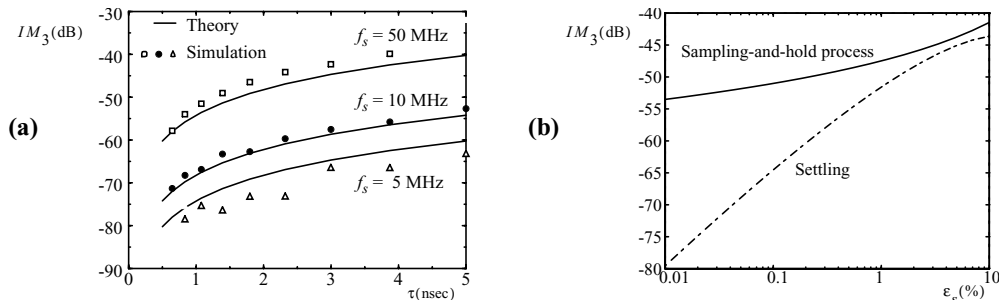 (a)
IM3(dB)
-30
-40
-50
-60
-70
-80
-90
Theory
Simulation
fs = 50 MHz
fs = 10 MHz
fs = 5 MHz
0
1
2
3
4
5
τ(nsec)
(b)
IM3(dB)
-40
-45
-50
-55
-60
-65
-70
-75
-80
Sampling-and-hold process
Settling
0.01
0.1
1
10
εs(%)